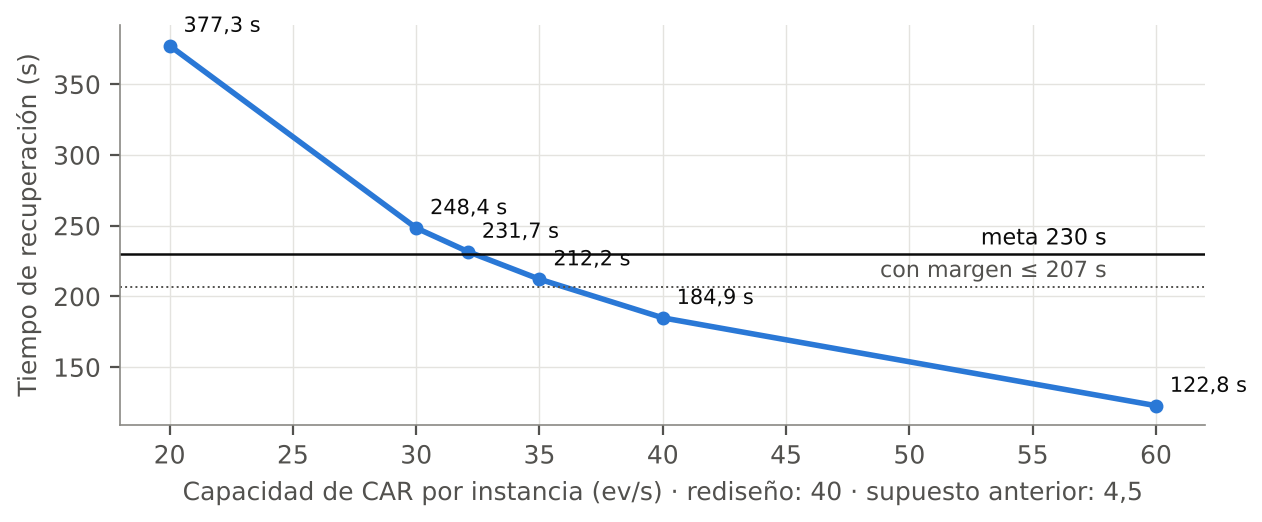 377,3 s
248,4 s
231,7 s
212,2 s
184,9 s
122,8 s
meta 230 s
con margen ≤ 207 s
Tiempo de recuperación (s)
350
300
250
200
150
20 25 30 35 40 45 50 55 60
Capacidad de CAR por instancia (ev/s) · rediseño: 40 · supuesto anterior: 4,5